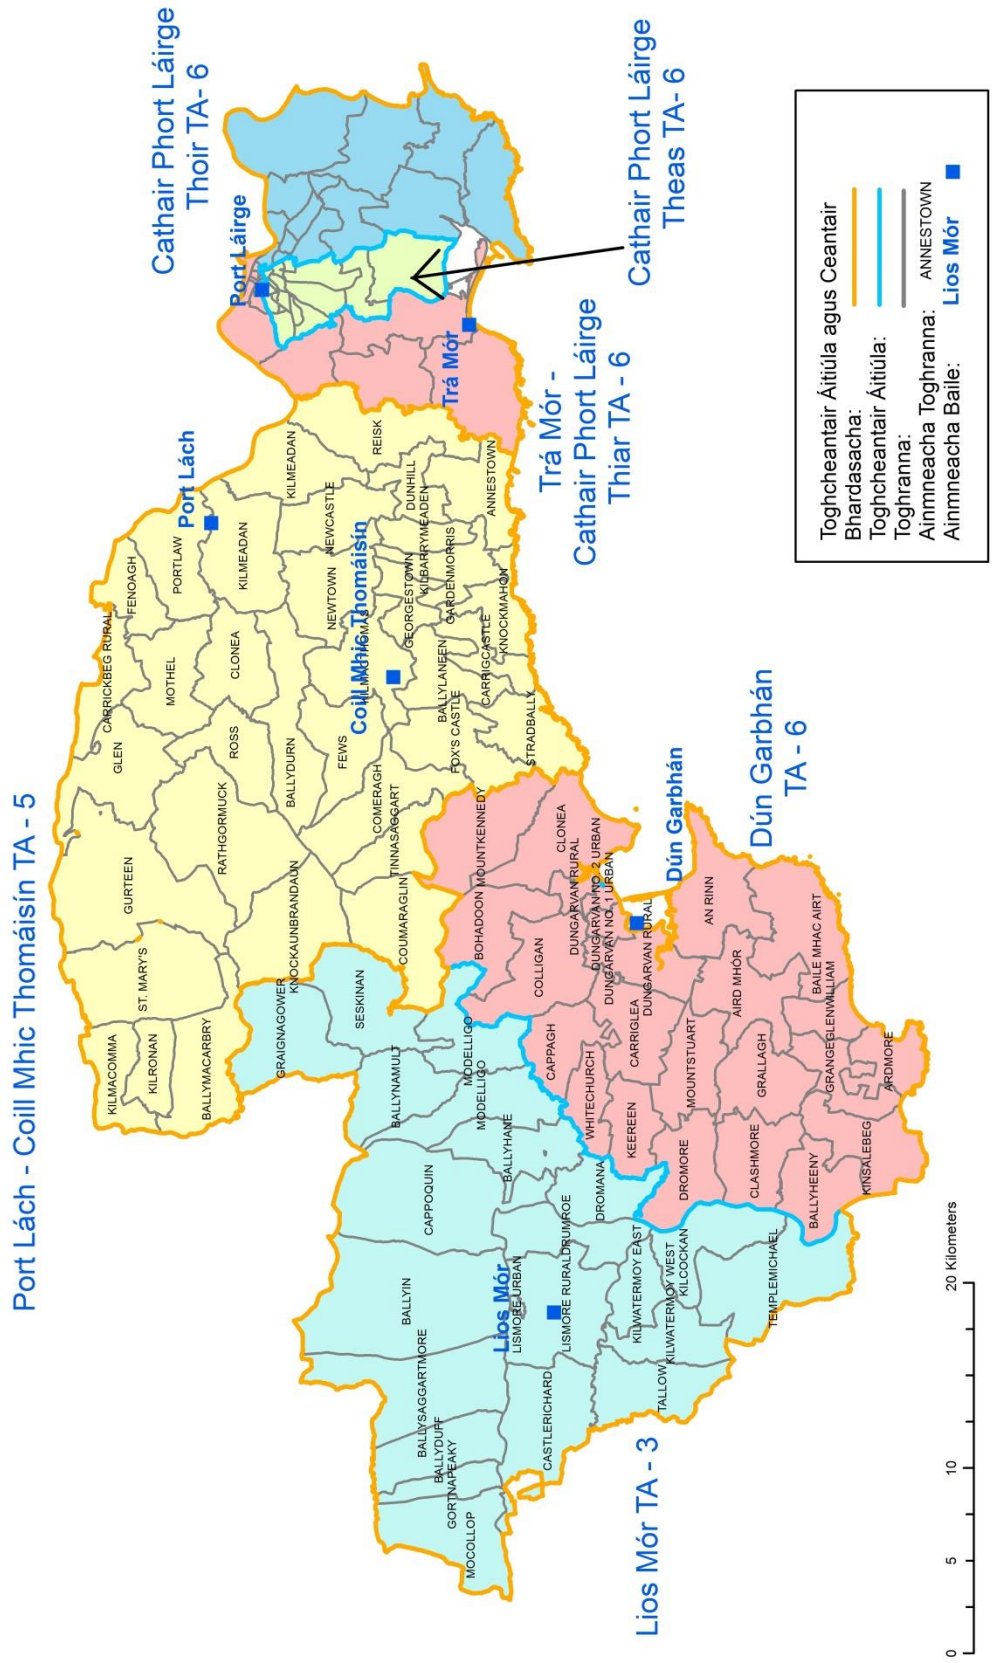 Port Lách - Coill Mhic Thomáisín TA - 5
Cathair Phort Láirge
Thoir TA- 6
Port Láirge
Cathair Phort Láirge
Theas TA- 6
Trá Mór
Trá Mór -
Cathair Phort Láirge
Thiar TA - 6
Port Lách
Coill Mhic Thomáisín
Dún Garbhán
Dún Garbhán
TA - 6
Lios Mór
Lios Mór TA - 3
KILMACOMMA
KILRONAN
BALLYMACARBRY
ST. MARY'S
GURTEEN
GLEN
CARRICKBEG RURAL
FENOAGH
PORTLAW
MOTHEL
KILMEADAN
CLONEA
ROSS
RATHGORMUCK
KNOCKAUNBRANDAUN
BALLYDURN
KILMEADAN
NEWTOWN
NEWCASTLE
REISK
FEWS
KILMACTHOMAS
COMERAGH
TINNASAGGART
COUMARAGLIN
GEORGESTOWN
KILBARRYMEADEN
DUNHILL
GARDENMORRIS
BALLYLANEEN
FOX'S CASTLE
CARRIGCASTLE
KNOCKMAHON
ANNESTOWN
STRADBALLY
GRAIGNAGOWER
SESKINAN
BALLYNAMULT
MODELLIGO
MODELLIGO
BALLYHANE
CAPPOQUIN
BALLYIN
BALLYSAGGARTMORE
BALLYDUFF
GORTNAPEAKY
MOCOLLOP
LISMORE URBAN
LISMORE RURAL
DRUMROE
DROMANA
CASTLERICHARD
KILWATERMOY EAST
KILWATERMOY WEST
KILCOCKAN
TALLOW
TEMPLEMICHAEL
BOHADOON
MOUNTKENNEDY
COLLIGAN
CLONEA
DUNGARVAN RURAL
DUNGARVAN NO. 2 URBAN
DUNGARVAN NO. 1 URBAN
DUNGARVAN RURAL
CAPPAGH
WHITECHURCH
CARRIGLEA
KEEREEN
MOUNTSTUART
AN RINN
AIRD MHÓR
DROMORE
CLASHMORE
GRALLAGH
BAILE MHAC AIRT
GLENWILLIAM
GRANGE
ARDMORE
BALLYHEENY
KINSALEBEG
Toghcheantair Áitiúla agus Ceantair
Bhardasacha:
Toghcheantair Áitiúla:
Toghranna:
Ainmneacha Toghranna: ANNESTOWN
Ainmneacha Baile: Lios Mór
0 5 10 20 Kilometers